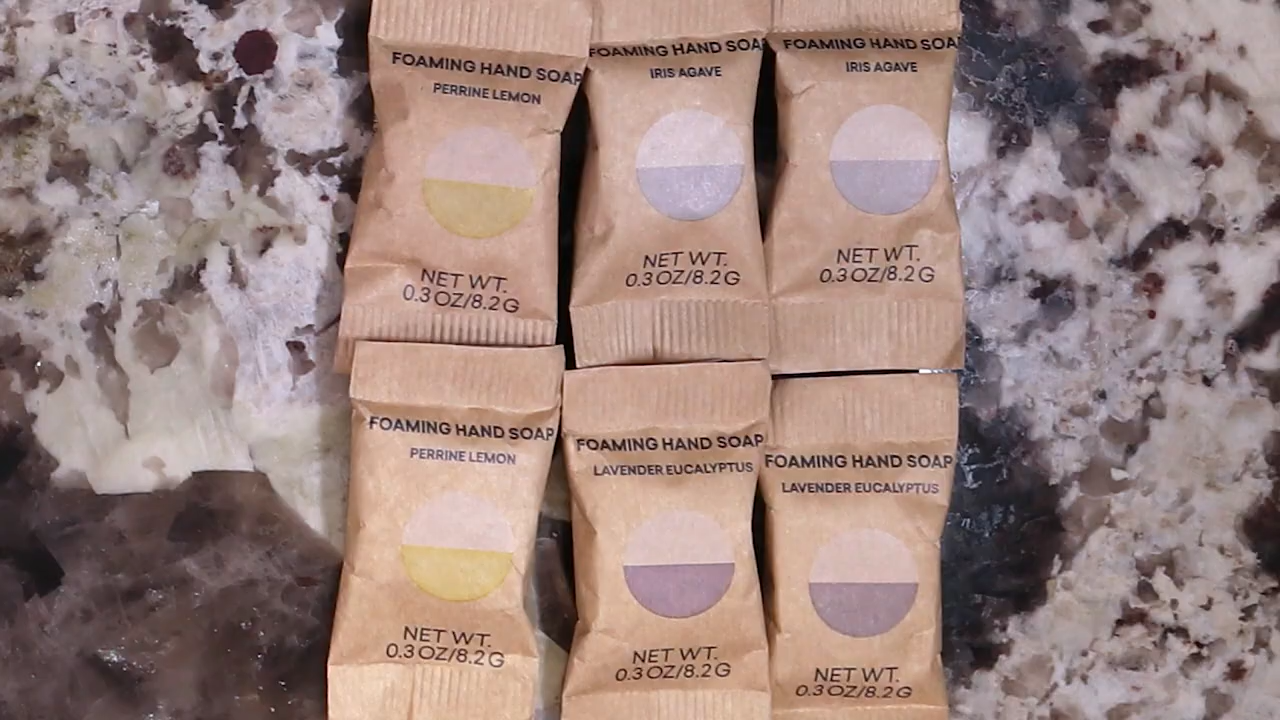 FOAMING HAND SOAP
PERRINE LEMON
NET WT.
0.3 OZ/8.2 G
FOAMING HAND SOAP
IRIS AGAVE
NET WT.
0.3 OZ/8.2 G
FOAMING HAND SOAP
IRIS AGAVE
NET WT.
0.3 OZ/8.2 G
FOAMING HAND SOAP
PERRINE LEMON
NET WT.
0.3 OZ/8.2 G
FOAMING HAND SOAP
LAVENDER EUCALYPTUS
NET WT.
0.3 OZ/8.2 G
FOAMING HAND SOAP
LAVENDER EUCALYPTUS
NET WT.
0.3 OZ/8.2 G